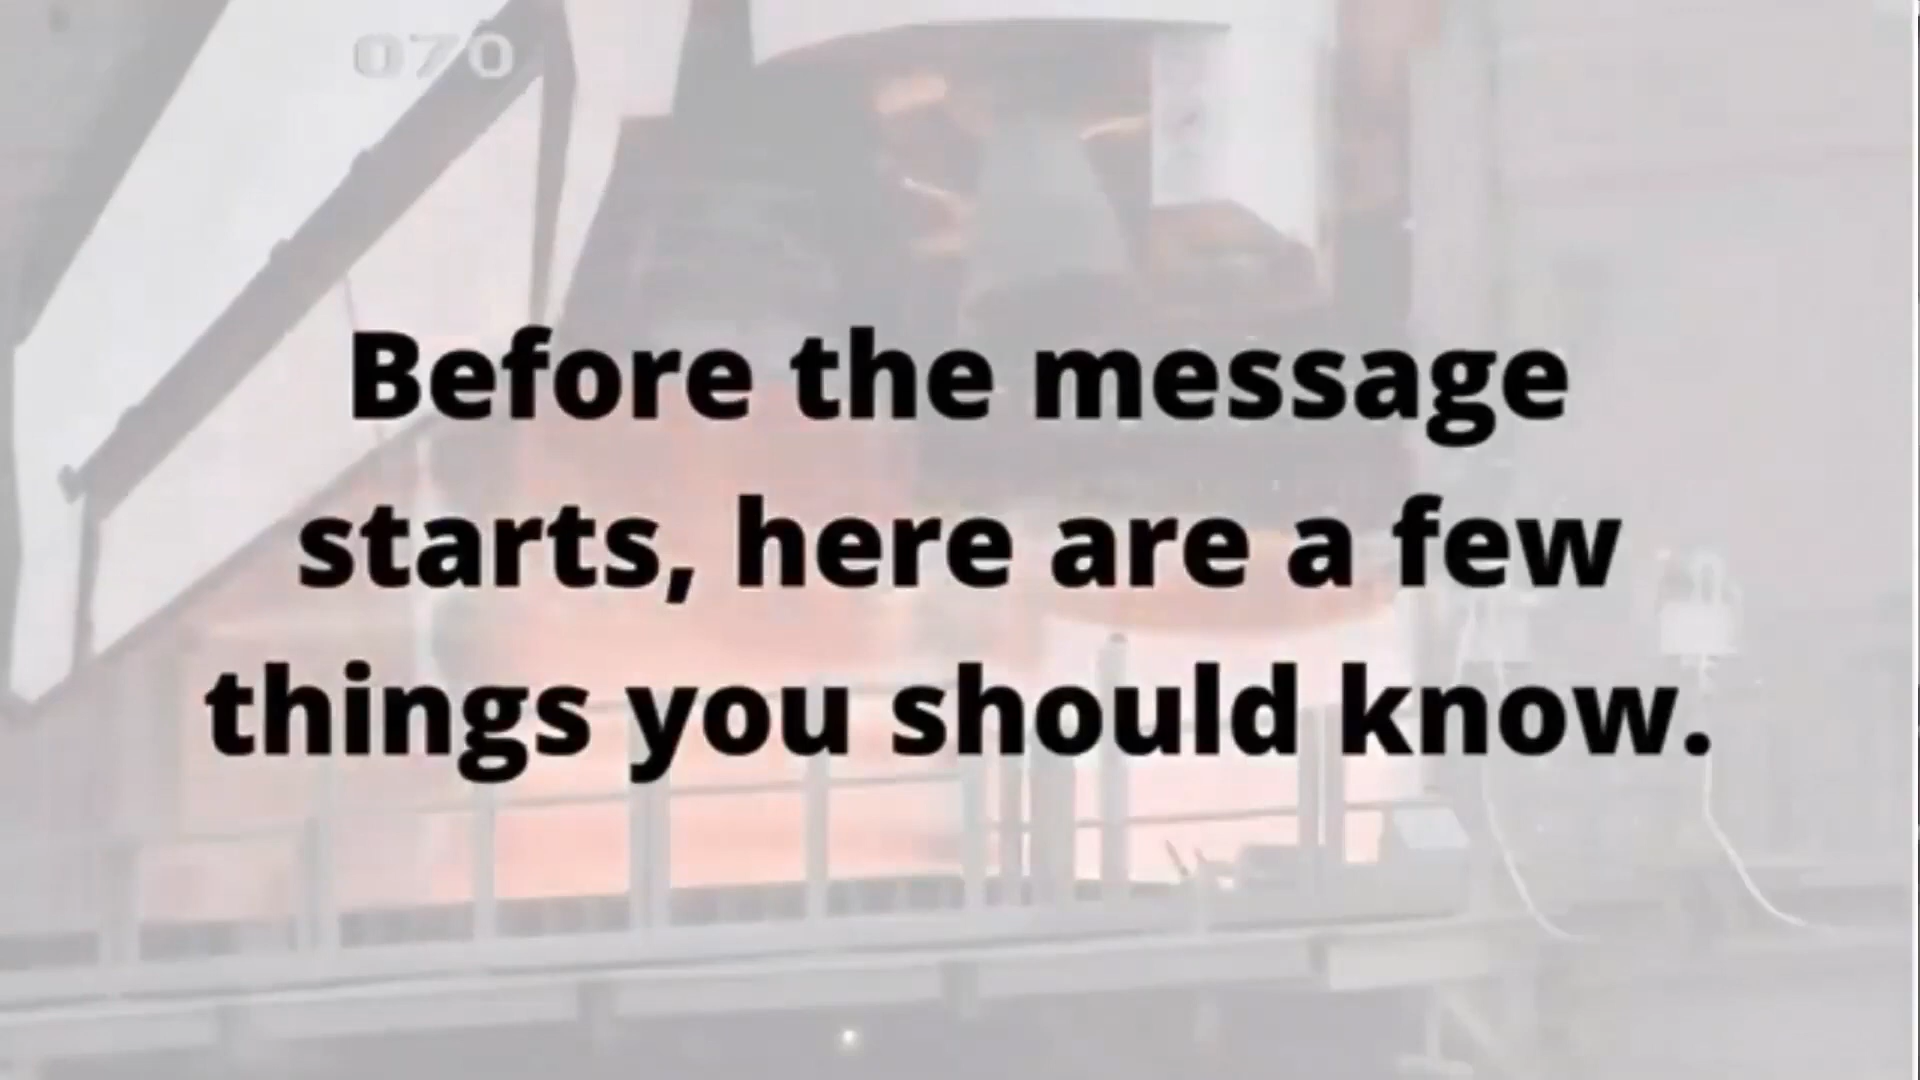 070
Before the message
starts, here are a few
things you should know.